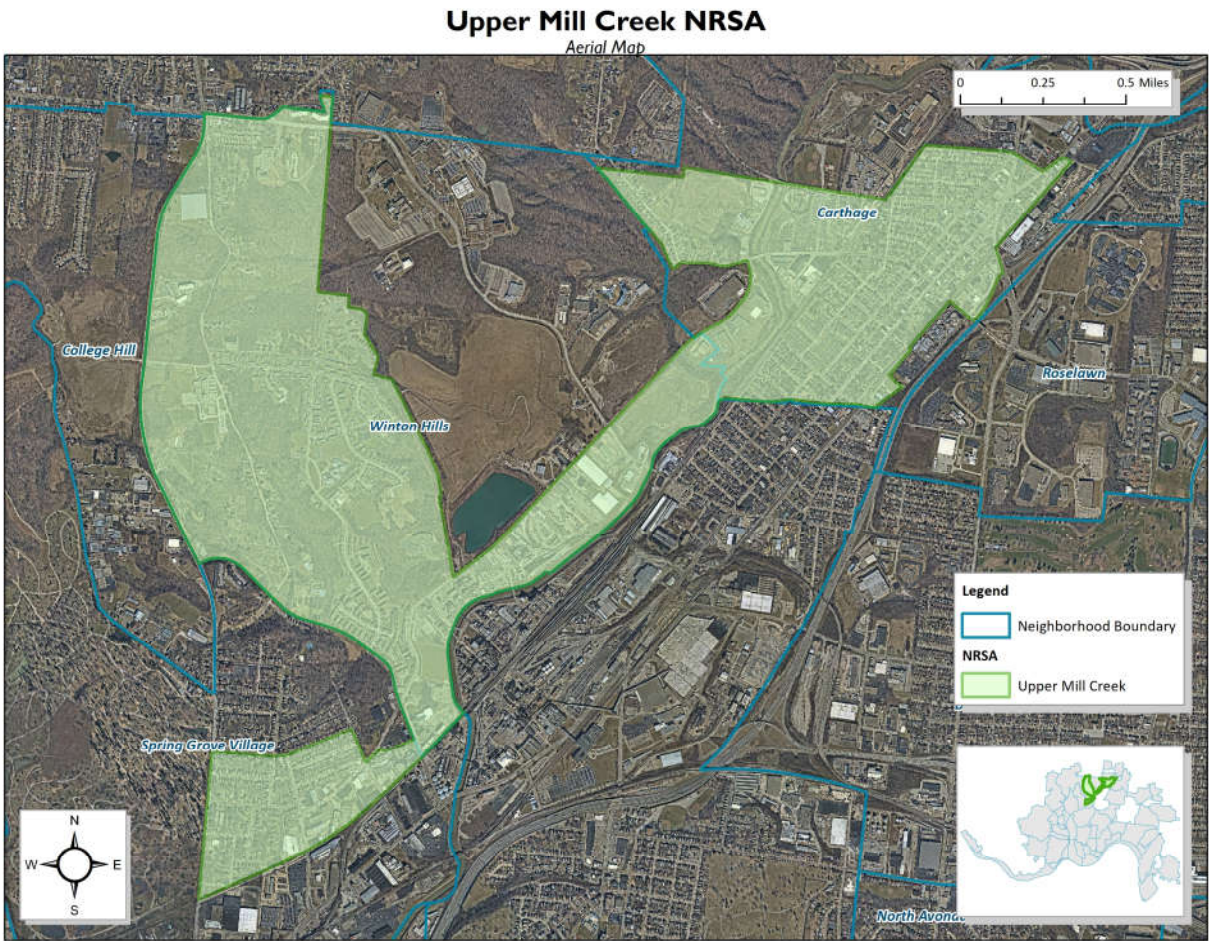 Upper Mill Creek NRSA
Aerial Map
0 0.25 0.5 Miles
Carthage
College Hill
Roselawn
Winton Hills
Legend
Neighborhood Boundary
NRSA
Upper Mill Creek
Spring Grove Village
N
W E
S
North Avond